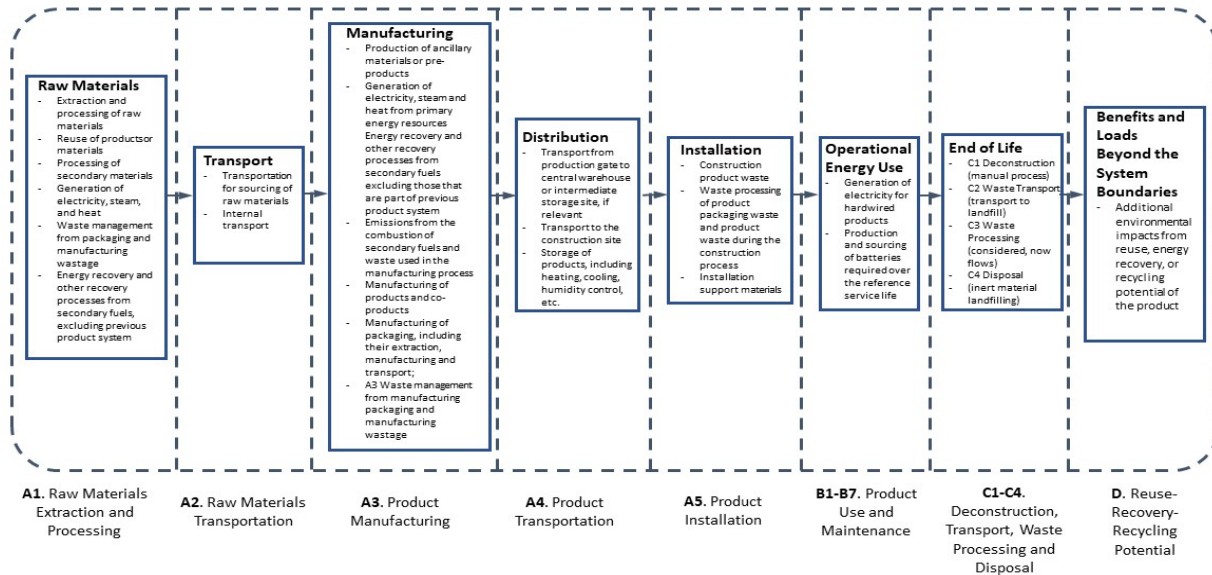 Raw Materials
- Extraction and
processing of raw
materials
- Reuse of productsor
materials
- Processing of
secondary materials
- Generation of
electricity, steam,
and heat
- Waste management
from packaging and
manufacturing
wastage
- Energy recovery and
other recovery
processes from
secondary fuels,
excluding previous
product system
Transport
- Transportation
for sourcing of
raw materials
- Internal
transport
Manufacturing
- Production of ancillary
materials or pre-
products
- Generation of
electricity, steam and
heat from primary
energy resources
Energy recovery and
other recovery
processes from
secondary fuels
excluding those that
are part of previous
product system
- Emissions from the
combustion of
secondary fuels and
waste used in the
manufacturing process
- Manufacturing of
products and co-
products
- Manufacturing of
packaging, including
their extraction,
manufacturing and
transport;
- A3 Waste management
from manufacturing
packaging and
manufacturing
wastage
Distribution
- Transport from
production gate to
central warehouse
or intermediate
storage site, if
relevant
- Transport to the
construction site
- Storage of
products, including
heating, cooling,
humidity control,
etc.
Installation
- Construction
product waste
- Waste processing
of product
packaging waste
and product
waste during the
construction
process
- Installation
support materials
Operational
Energy Use
- Generation of
electricity for
hardwired
products
- Production
and sourcing
of batteries
required over
the reference
service life
End of Life
- C1 Deconstruction
(manual process)
- C2 Waste Transport
(transport to
landfill)
- C3 Waste
Processing
(considered, now
flows)
- C4 Disposal
- (inert material
landfilling)
Benefits and
Loads
Beyond the
System
Boundaries
- Additional
environmental
impacts from
reuse, energy
recovery, or
recycling
potential of
the product
A1. Raw Materials
Extraction and
Processing
A2. Raw Materials
Transportation
A3. Product
Manufacturing
A4. Product
Transportation
A5. Product
Installation
B1-B7. Product
Use and
Maintenance
C1-C4.
Deconstruction,
Transport, Waste
Processing and
Disposal
D. Reuse-
Recovery-
Recycling
Potential